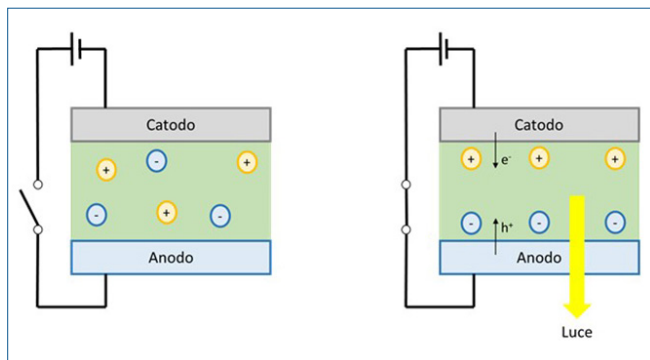 Catodo
+
-
+
-
+
-
Anodo
Catodo
+
+
+
e-
-
-
-
h+
Anodo
Luce